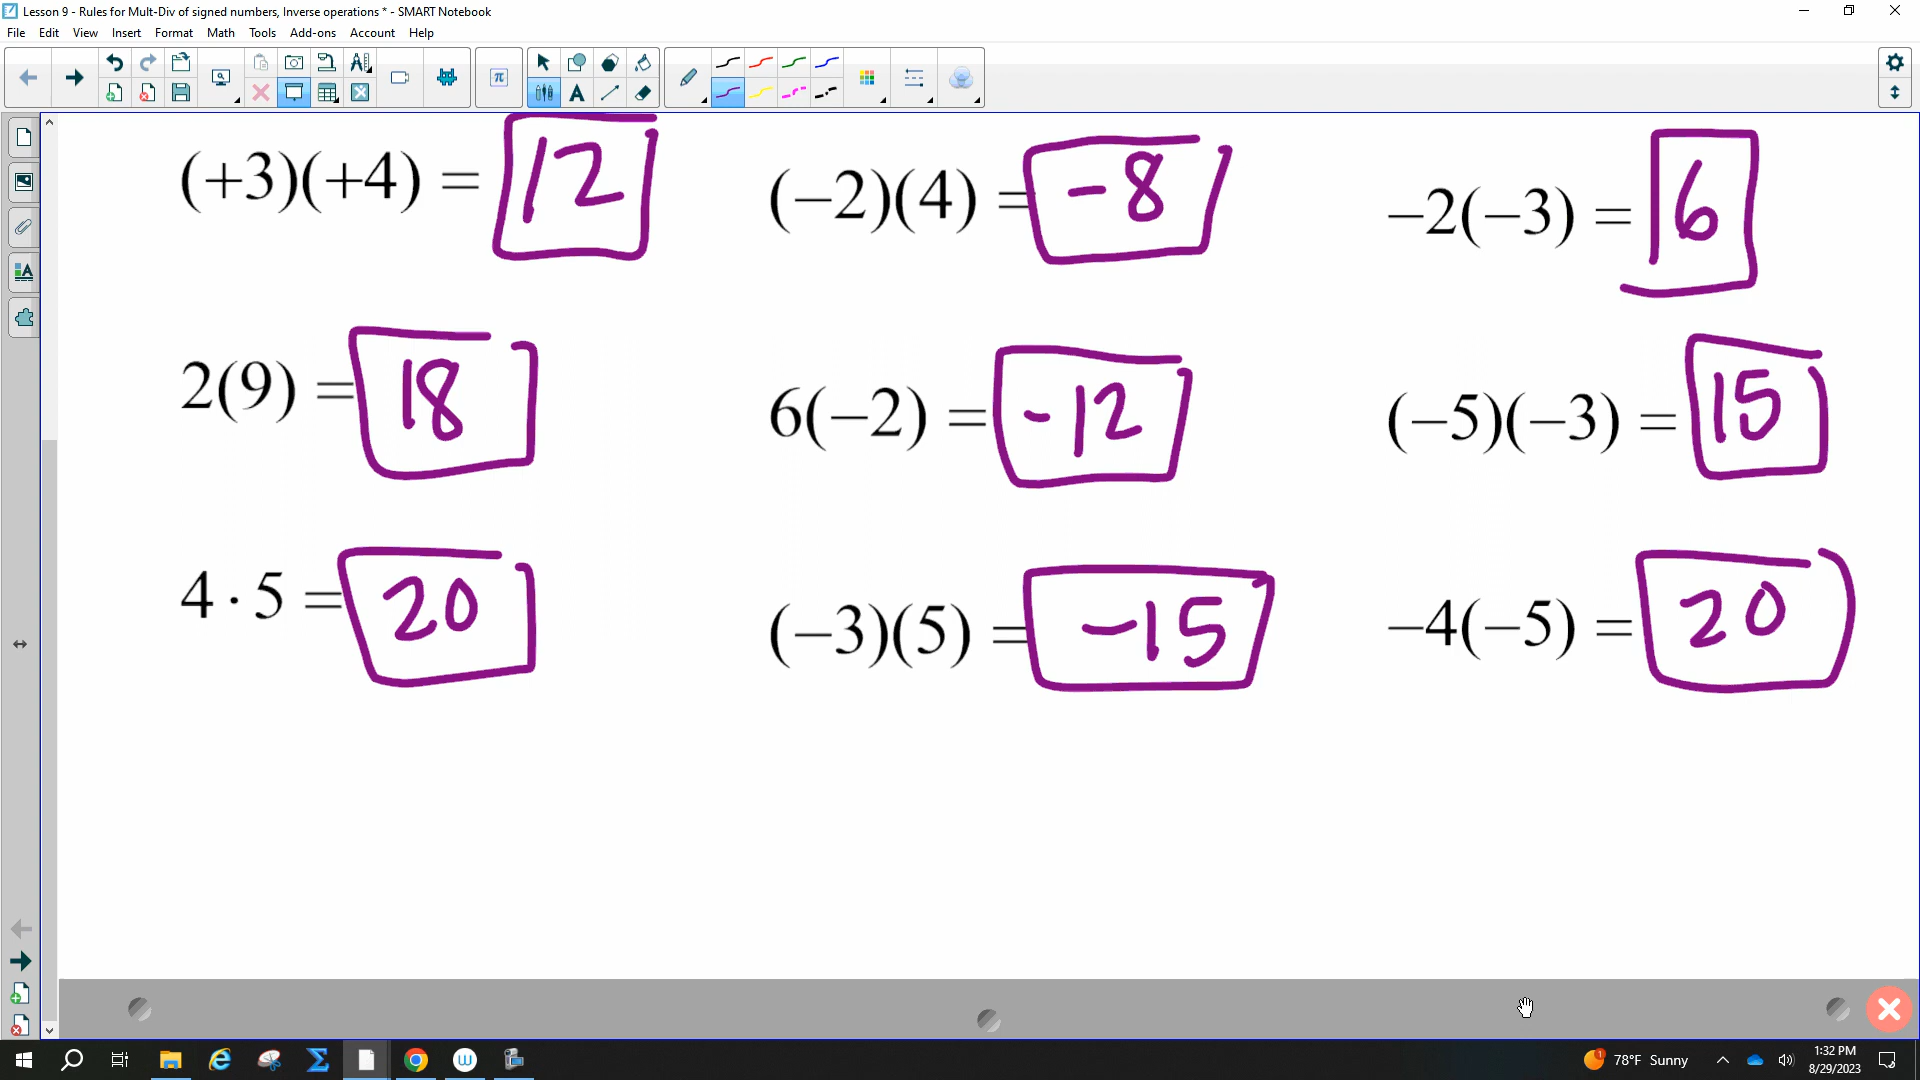 Lesson 9 - Rules for Mult-Div of signed numbers, Inverse operations * - SMART Notebook
File Edit View Insert Format Math Tools Add-ons Account Help
(+3)(+4) = 12 (−2)(4) = -8 −2(−3) = 6
2(9) = 18 6(−2) = -12 (−5)(−3) = 15
4 · 5 = 20 (−3)(5) = -15 −4(−5) = 20
78°F Sunny 1:32 PM
8/29/2023